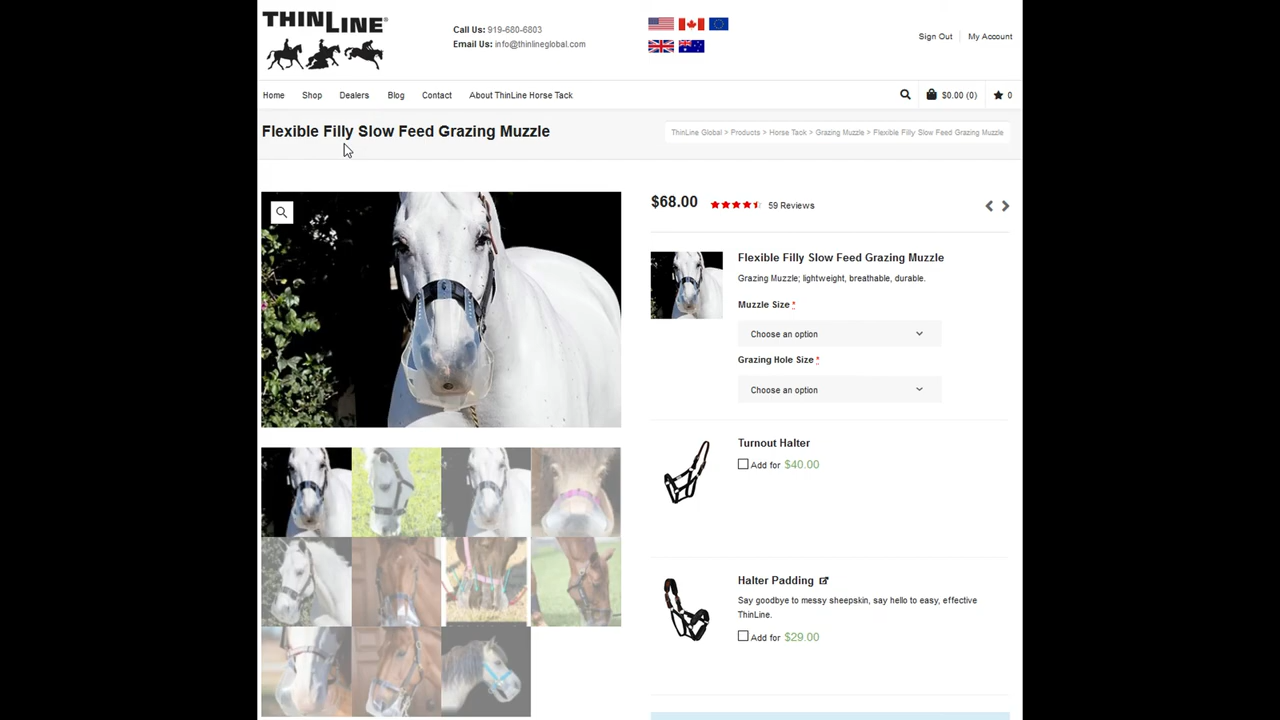 THINLINE®
Call Us: 919-680-6803
Email Us: info@thinlineglobal.com
Sign Out
My Account
Home
Shop
Dealers
Blog
Contact
About ThinLine Horse Tack
$0.00 (0)
0
Flexible Filly Slow Feed Grazing Muzzle
ThinLine Global > Products > Horse Tack > Grazing Muzzle > Flexible Filly Slow Feed Grazing Muzzle
$68.00
59 Reviews
Flexible Filly Slow Feed Grazing Muzzle
Grazing Muzzle; lightweight, breathable, durable.
Muzzle Size *
Choose an option
Grazing Hole Size *
Choose an option
Turnout Halter
Add for $40.00
Halter Padding
Say goodbye to messy sheepskin, say hello to easy, effective
ThinLine.
Add for $29.00